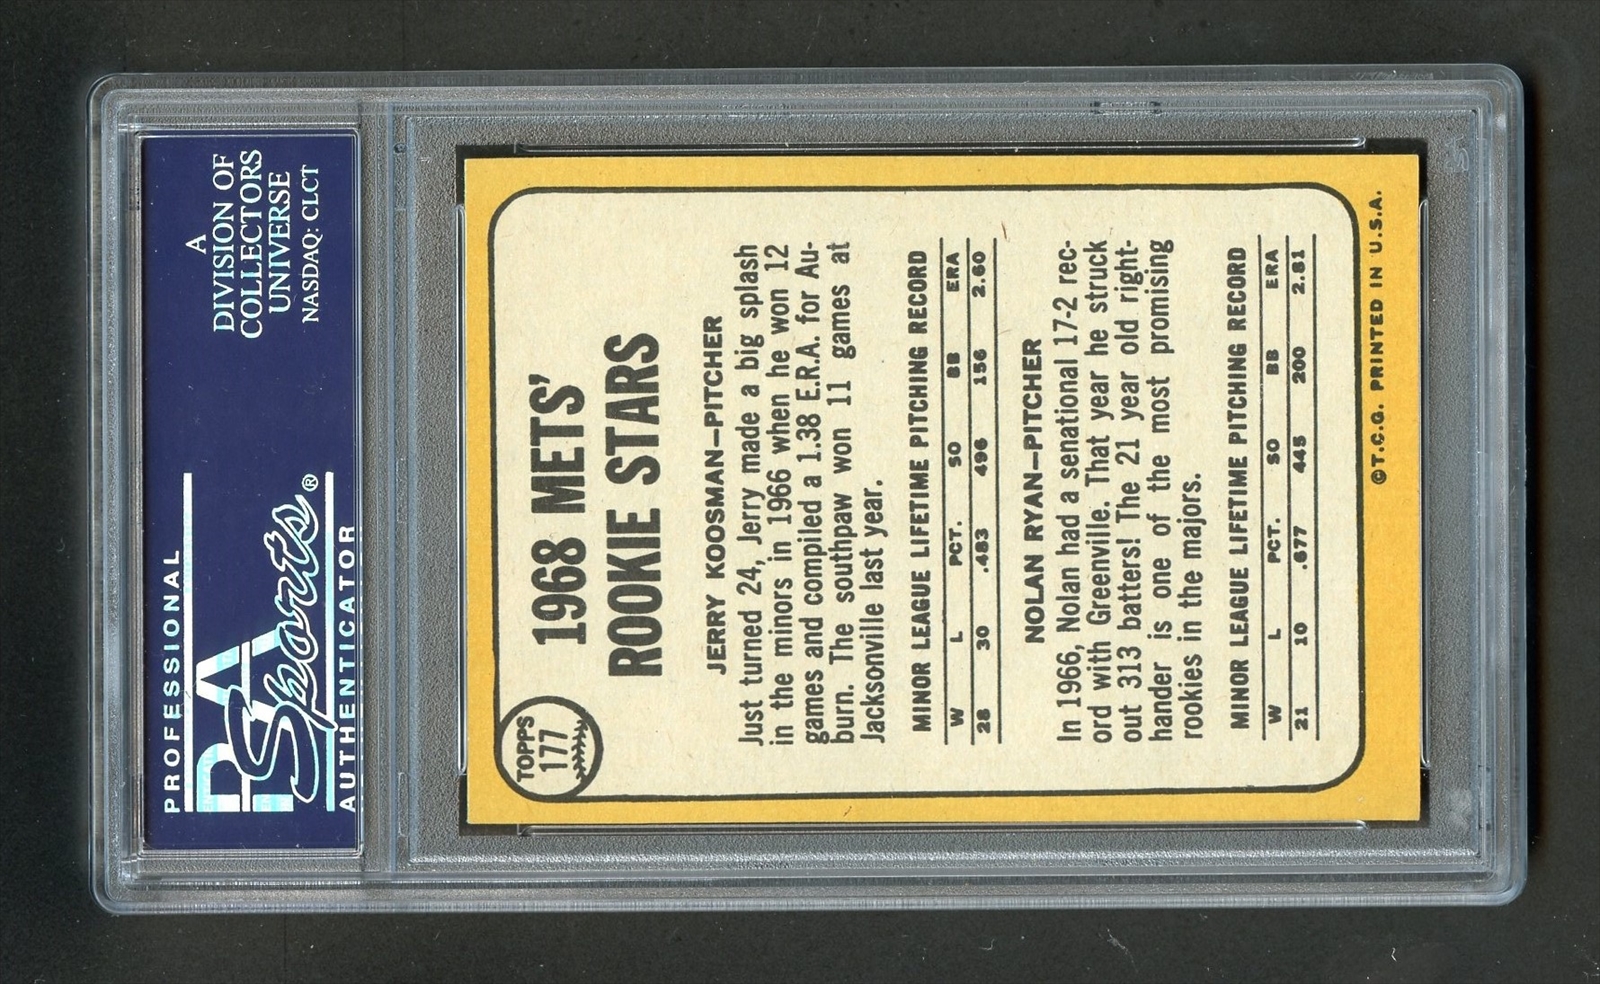 PROFESSIONAL
PSA
Sports®
AUTHENTICATOR
A
DIVISION OF
COLLECTORS
UNIVERSE
NASDAQ: CLCT
TOPPS
177
1968 METS'
ROOKIE STARS
JERRY KOOSMAN—PITCHER
Just turned 24, Jerry made a big splash
in the minors in 1966 when he won 12
games and compiled a 1.38 E.R.A. for Au-
burn. The southpaw won 11 games at
Jacksonville last year.
MINOR LEAGUE LIFETIME PITCHING RECORD
W L PCT. SO BB ERA
28 30 .483 496 156 2.60
NOLAN RYAN—PITCHER
In 1966, Nolan had a senational 17-2 rec-
ord with Greenville. That year he struck
out 313 batters! The 21 year old right-
hander is one of the most promising
rookies in the majors.
MINOR LEAGUE LIFETIME PITCHING RECORD
W L PCT. SO BB ERA
21 10 .677 445 200 2.81
©T.C.G. PRINTED IN U.S.A.